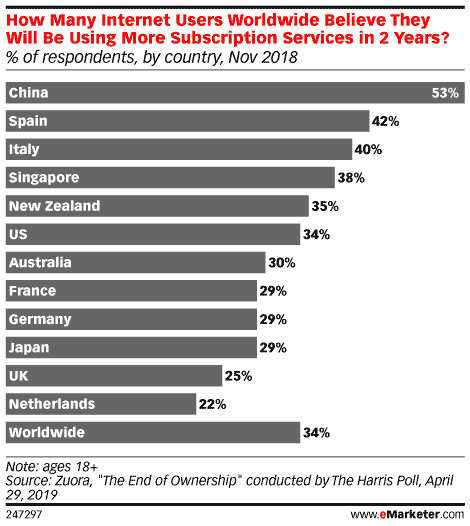 How Many Internet Users Worldwide Believe They
Will Be Using More Subscription Services in 2 Years?
% of respondents, by country, Nov 2018
China 53%
Spain 42%
Italy 40%
Singapore 38%
New Zealand 35%
US 34%
Australia 30%
France 29%
Germany 29%
Japan 29%
UK 25%
Netherlands 22%
Worldwide 34%
Note: ages 18+
Source: Zuora, "The End of Ownership" conducted by The Harris Poll, April
29, 2019
247297 www.eMarketer.com